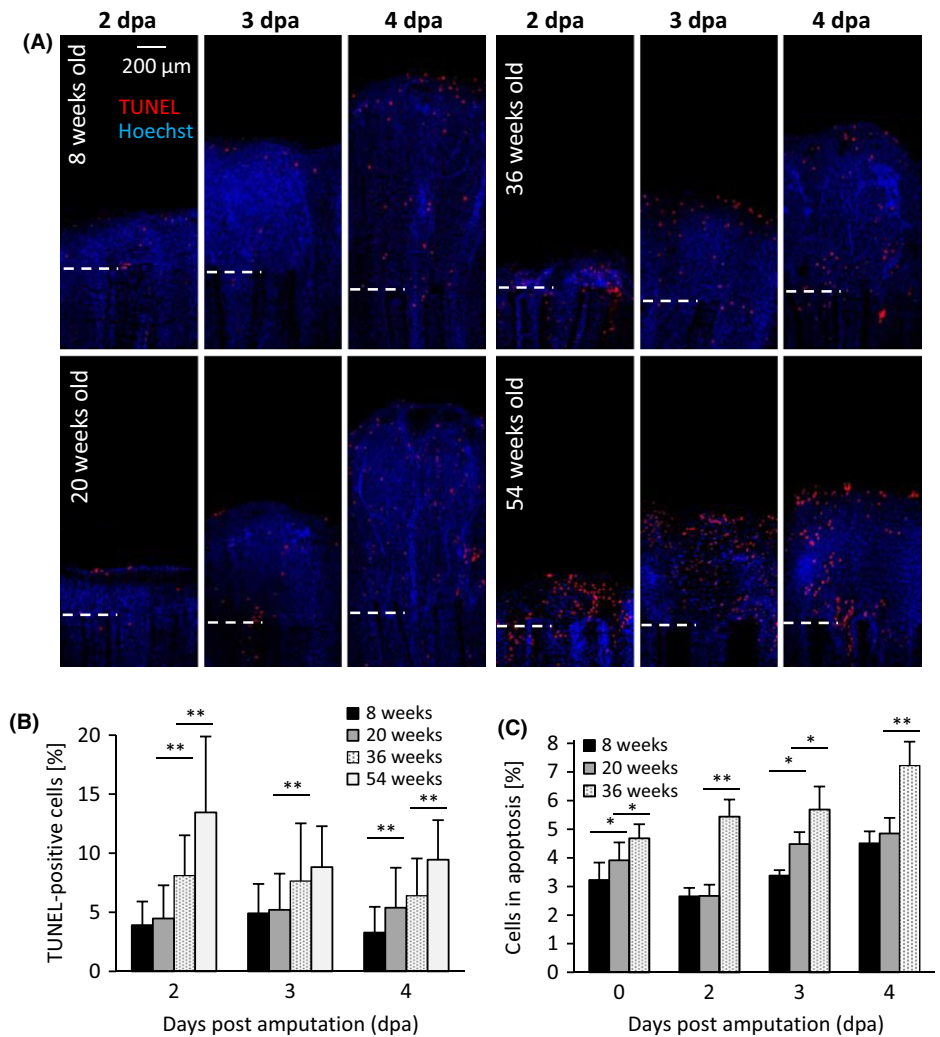 (A)
2 dpa 3 dpa 4 dpa 2 dpa 3 dpa 4 dpa
8 weeks old
200 µm
TUNEL
Hoechst
36 weeks old
20 weeks old
54 weeks old
(B)
TUNEL-positive cells [%]
20
15
10
5
0
** ** ** ** **
8 weeks
20 weeks
36 weeks
54 weeks
2 3 4
Days post amputation (dpa)
(C)
Cells in apoptosis [%]
8
7
6
5
4
3
2
1
0
* * ** * * **
8 weeks
20 weeks
36 weeks
0 2 3 4
Days post amputation (dpa)